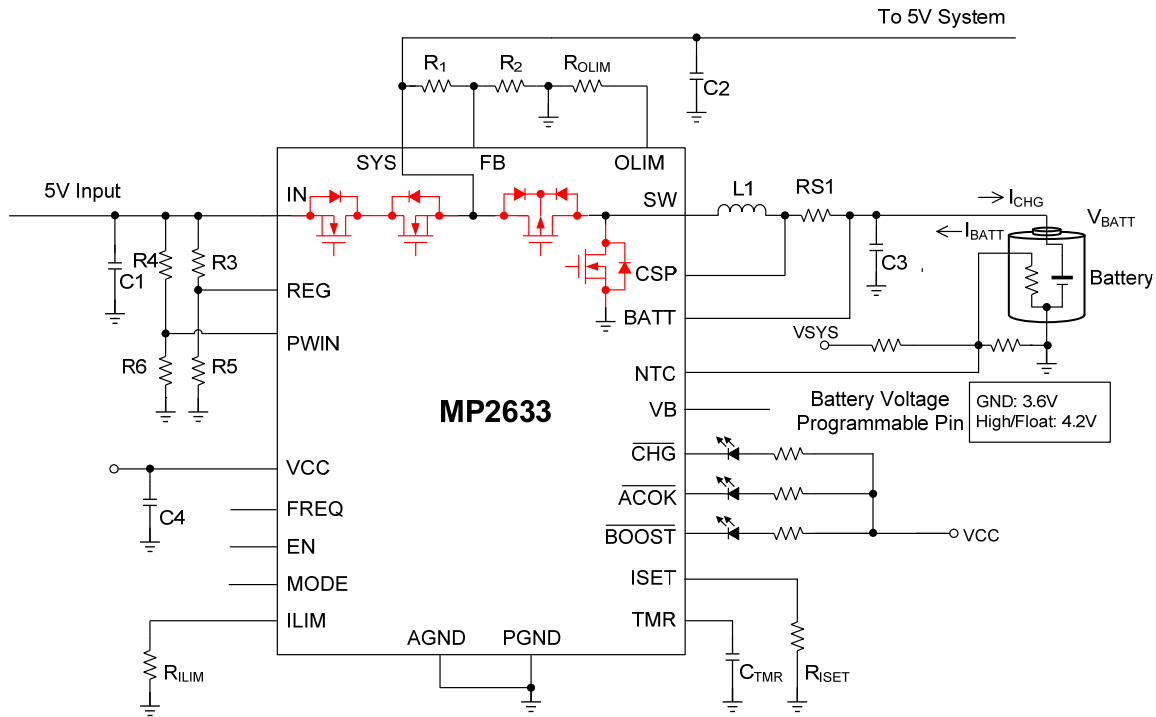 To 5V System
R1
R2
ROLIM
C2
SYS
FB
OLIM
5V Input
IN
SW
L1
RS1
ICHG
IBATT
VBATT
C1
R4
R3
REG
CSP
C3
Battery
BATT
PWIN
VSYS
R6
R5
NTC
MP2633
VB
Battery Voltage
Programmable Pin
GND: 3.6V
High/Float: 4.2V
CHG
VCC
ACOK
C4
FREQ
BOOST
VCC
EN
ISET
MODE
ILIM
TMR
AGND
PGND
RILIM
CTMR
RISET